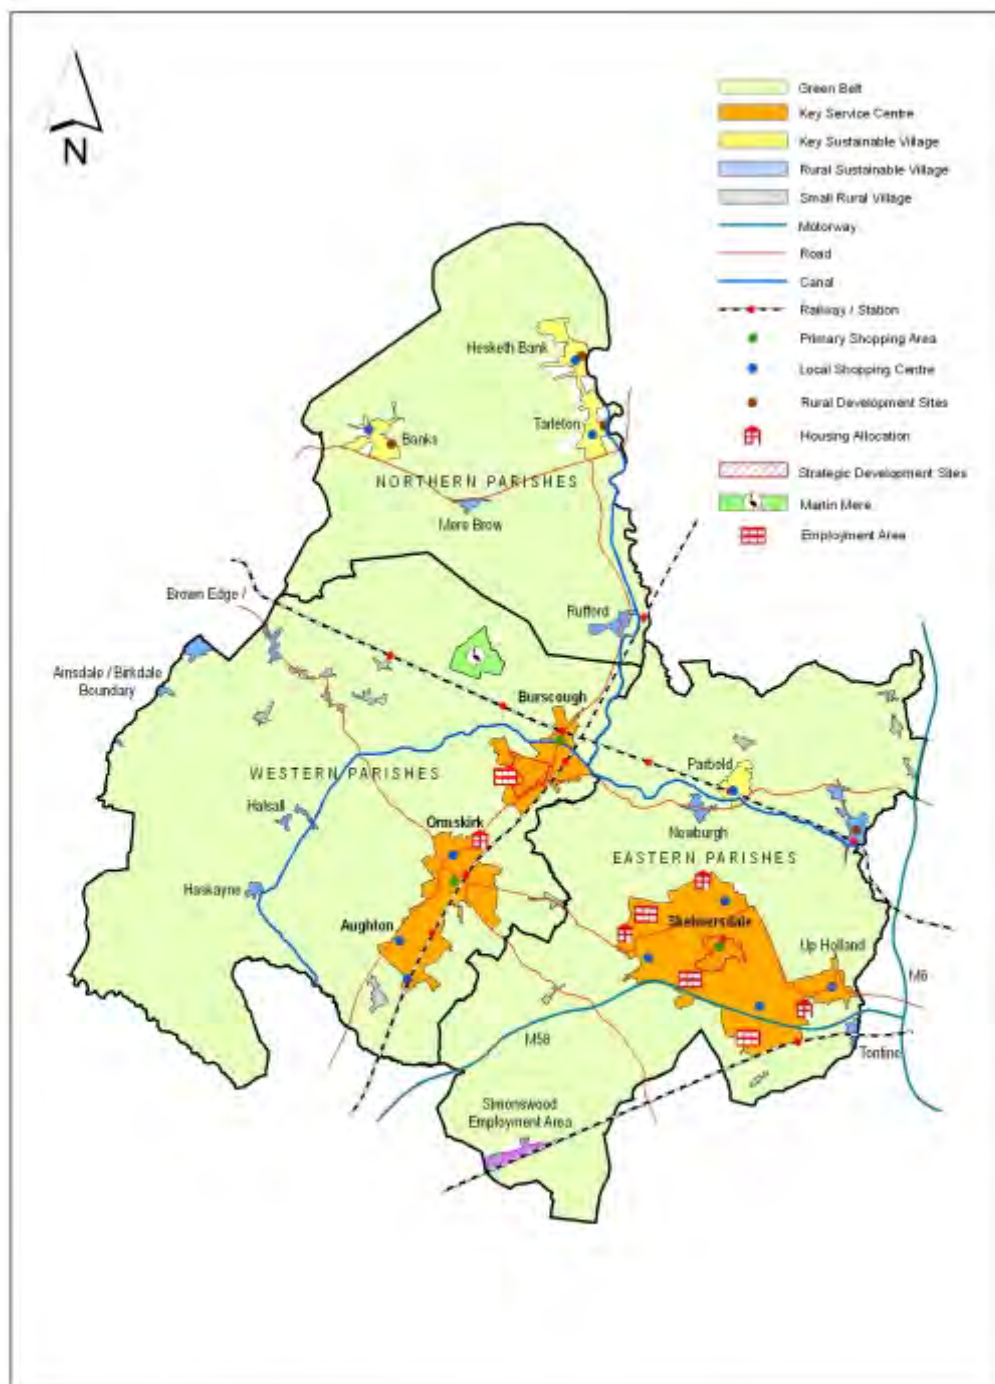 N
Green Belt
Key Service Centre
Key Sustainable Village
Rural Sustainable Village
Small Rural Village
Motorway
Road
Canal
Railway / Station
Primary Shopping Area
Local Shopping Centre
Rural Development Sites
Housing Allocation
Strategic Development Sites
Martin Mere
Employment Area
Hesketh Bank
Tarleton
Banks
NORTHERN PARISHES
Mere Brow
Brown Edge /
Rufford
Ainsdale / Birkdale
Boundary
Burscough
WESTERN PARISHES
Parbold
Halsall
Newburgh
Ormskirk
EASTERN PARISHES
Haskayne
Aughton
Skelmersdale
Up Holland
M6
M58
Tontine
Simonswood
Employment Area